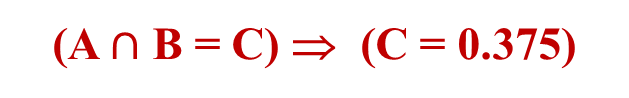 (A ∩ B = C) ⇒ (C = 0.375)